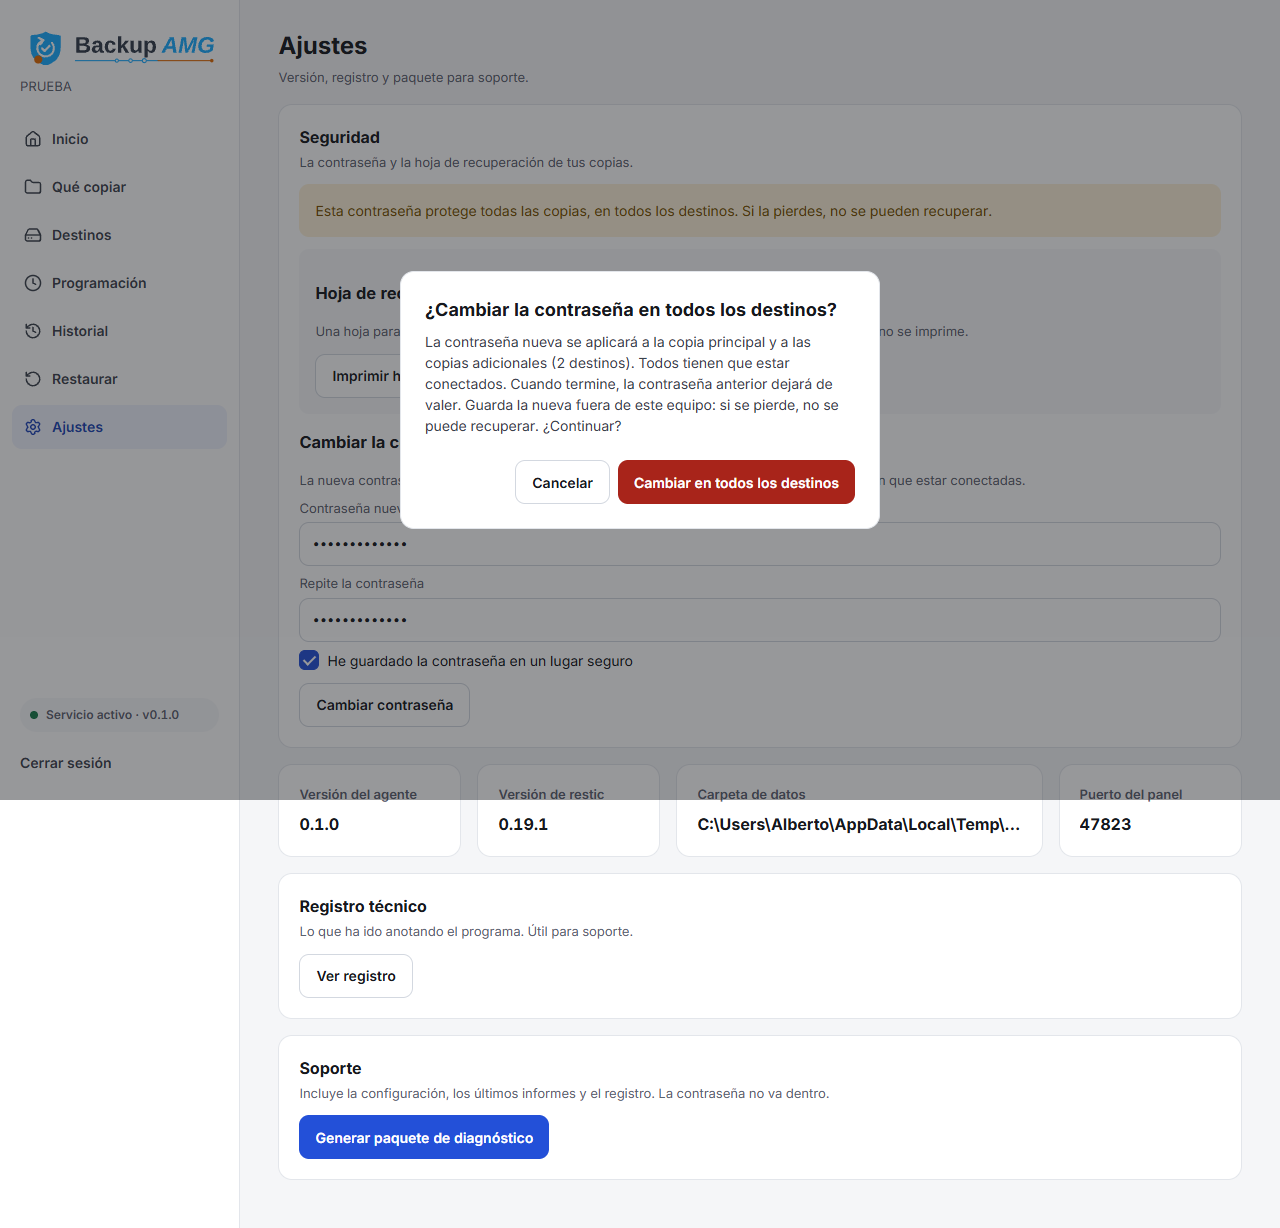 Backup AMG
PRUEBA
Inicio
Qué copiar
Destinos
Programación
Historial
Restaurar
Ajustes
Servicio activo · v0.1.0
Cerrar sesión
Ajustes
Versión, registro y paquete para soporte.
Seguridad
La contraseña y la hoja de recuperación de tus copias.
Esta contraseña protege todas las copias, en todos los destinos. Si la pierdes, no se pueden recuperar.
Hoja de
Una hoja para
no se imprime.
Imprimir
¿Cambiar la contraseña en todos los destinos?
La contraseña nueva se aplicará a la copia principal y a las
copias adicionales (2 destinos). Todos tienen que estar
conectados. Cuando termine, la contraseña anterior dejará de
valer. Guarda la nueva fuera de este equipo: si se pierde, no se
puede recuperar. ¿Continuar?
Cancelar
Cambiar en todos los destinos
Cambiar la
La nueva
que estar conectadas.
Contraseña
•••••••••••••
Repite la contraseña
•••••••••••••
He guardado la contraseña en un lugar seguro
Cambiar contraseña
Versión del agente
0.1.0
Versión de restic
0.19.1
Carpeta de datos
C:\Users\Alberto\AppData\Local\Temp\...
Puerto del panel
47823
Registro técnico
Lo que ha ido anotando el programa. Útil para soporte.
Ver registro
Soporte
Incluye la configuración, los últimos informes y el registro. La contraseña no va dentro.
Generar paquete de diagnóstico